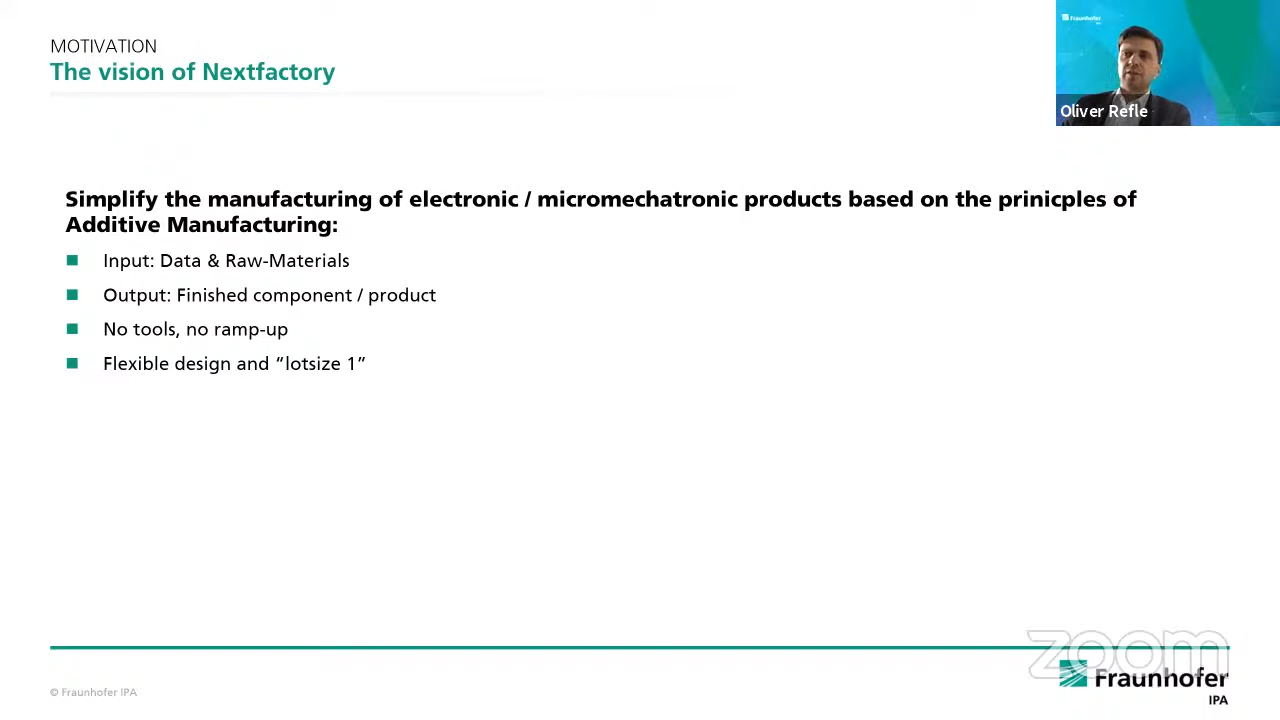 MOTIVATION
The vision of Nextfactory
Fraunhofer
IPA
Oliver Refle
Simplify the manufacturing of electronic / micromechatronic products based on the prinicples of
Additive Manufacturing:
Input: Data & Raw-Materials
Output: Finished component / product
No tools, no ramp-up
Flexible design and “lotsize 1”
zoom
© Fraunhofer IPA
Fraunhofer
IPA